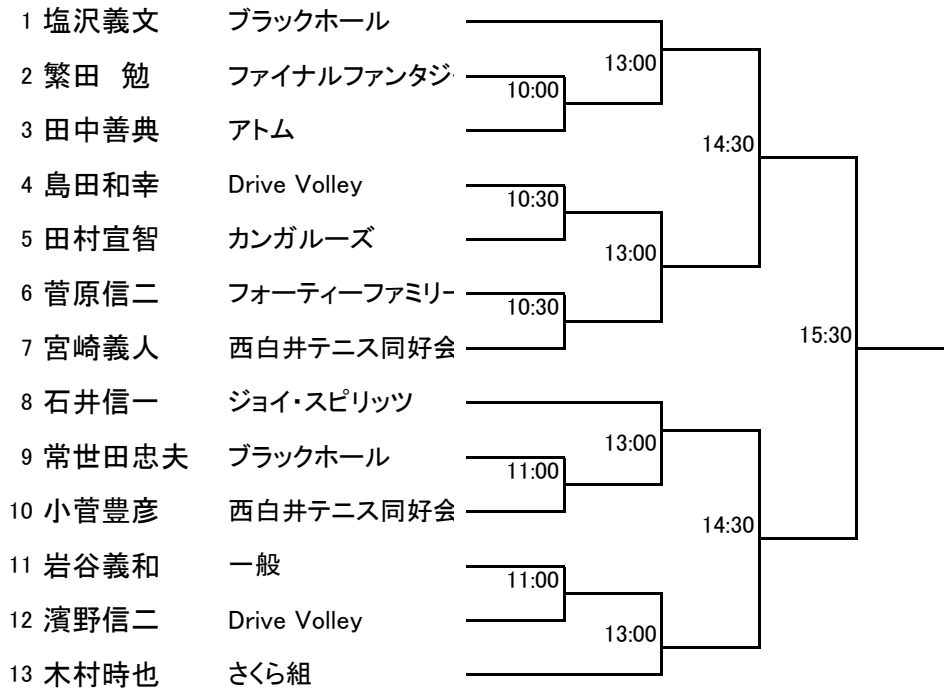 1 塩沢義文 ブラックホール
13:00
2 繁田 勉 ファイナルファンタジー
10:00
3 田中善典 アトム
14:30
4 島田和幸 Drive Volley
10:30
5 田村宣智 カンガルーズ
13:00
6 菅原信二 フォーティーファミリー
10:30
7 宮崎義人 西白井テニス同好会
15:30
8 石井信一 ジョイ・スピリッツ
13:00
9 常世田忠夫 ブラックホール
11:00
10 小菅豊彦 西白井テニス同好会
14:30
11 岩谷義和 一般
11:00
12 濱野信二 Drive Volley
13:00
13 木村時也 さくら組